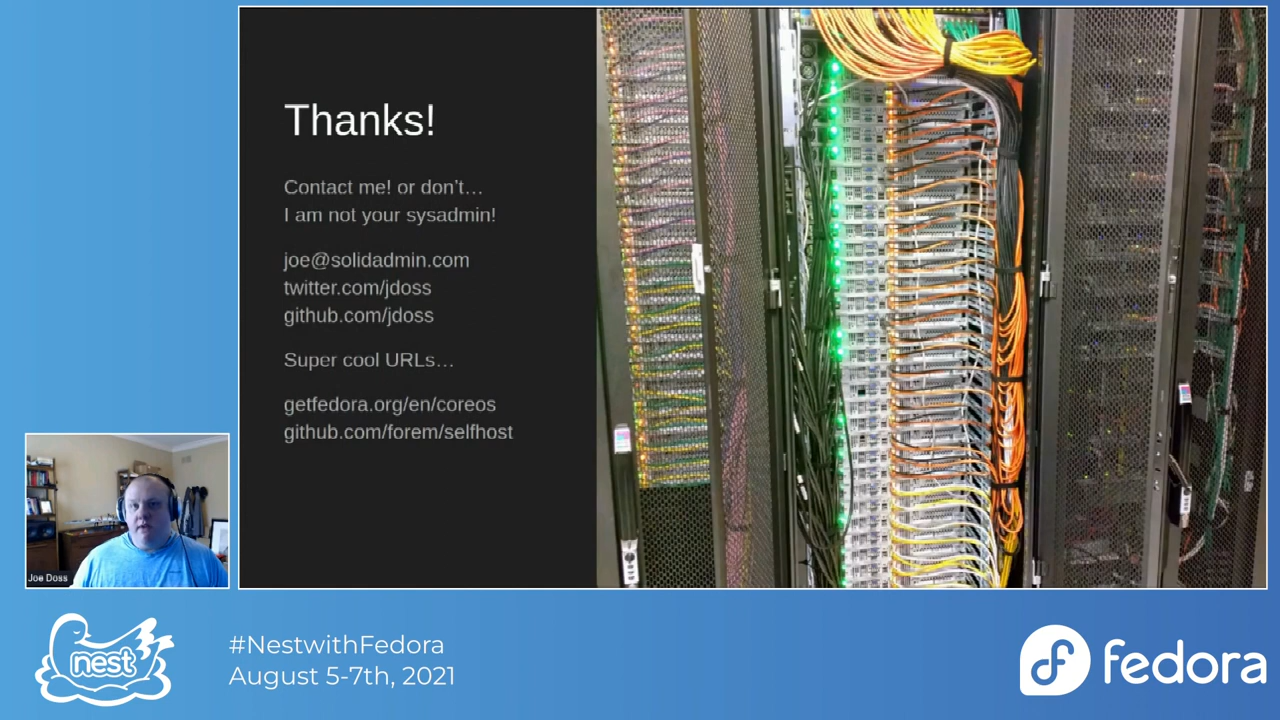 Thanks!
Contact me! or don't…
I am not your sysadmin!
joe@solidadmin.com
twitter.com/jdoss
github.com/jdoss
Super cool URLs…
getfedora.org/en/coreos
github.com/forem/selfhost
Joe Doss
nest
#NestwithFedora
August 5-7th, 2021
fedora